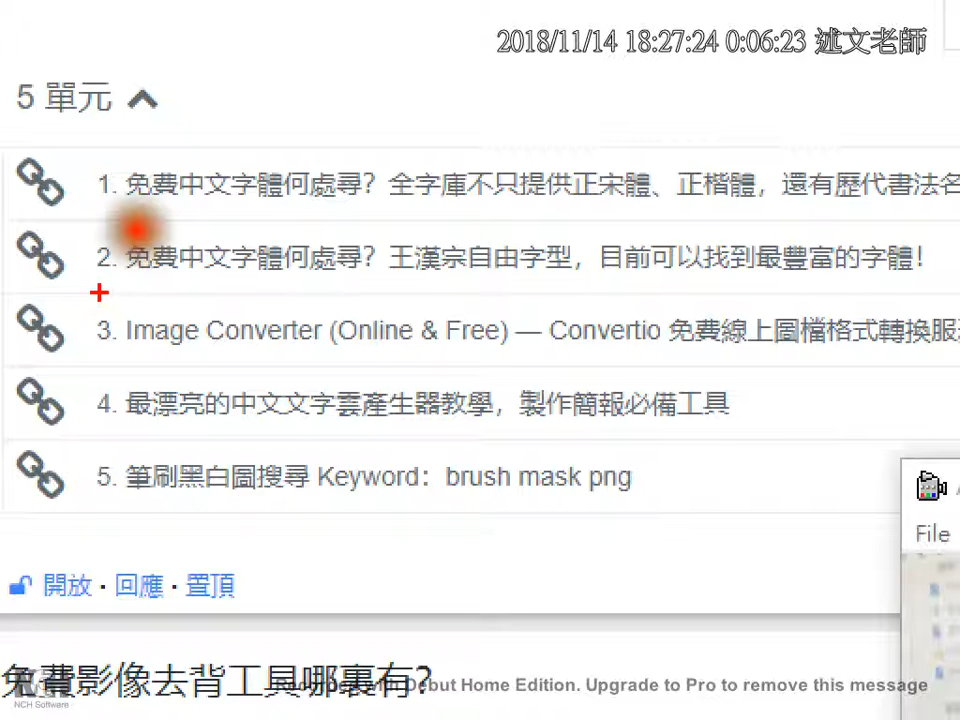 2018/11/14 18:27:24 0:06:23 述文老師
5 單元
1. 免費中文字體何處尋？全字庫不只提供正宋體、正楷體，還有歷代書法名
2. 免費中文字體何處尋？王漢宗自由字型，目前可以找到最豐富的字體！
3. Image Converter (Online & Free) — Convertio 免費線上圖檔格式轉換服
4. 最漂亮的中文文字雲產生器教學，製作簡報必備工具
5. 筆刷黑白圖搜尋 Keyword：brush mask png
File
開放 · 回應 · 置頂
免費影像去背工具哪裏有？
Debut Home Edition. Upgrade to Pro to remove this message
NCH Software